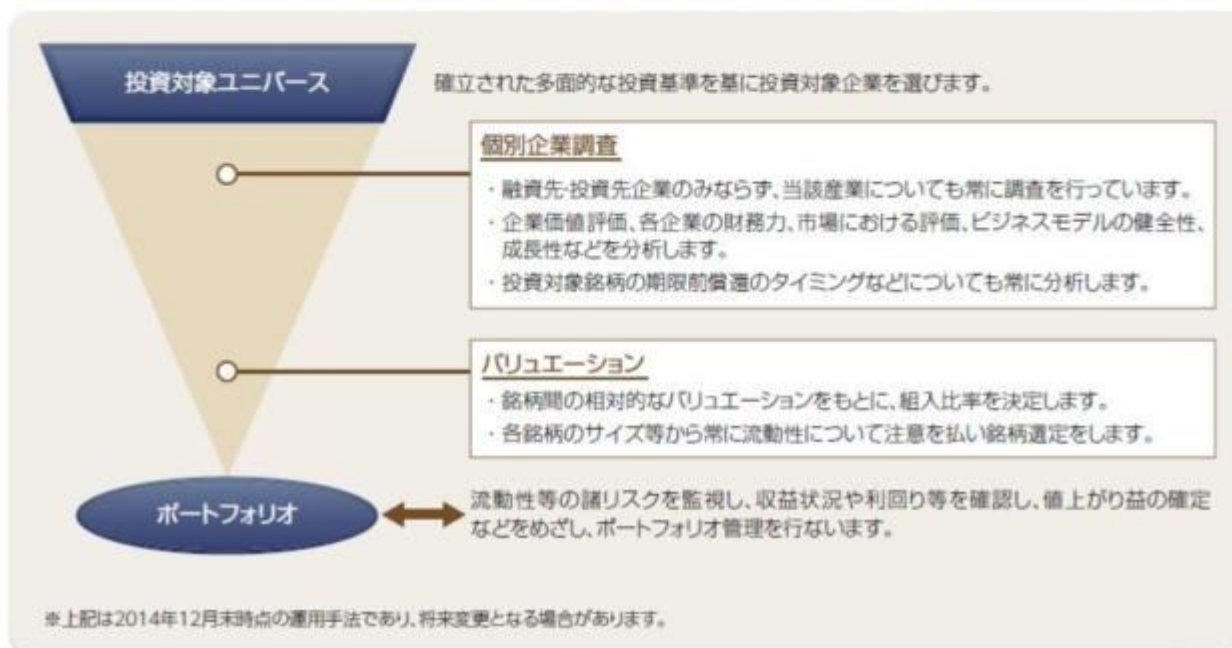 投資対象ユニバース
確立された多面的な投資基準を基に投資対象企業を選びます。
個別企業調査
・融資先・投資先企業のみならず、当該産業についても常に調査を行っています。
・企業価値評価、各企業の財務力、市場における評価、ビジネスモデルの健全性、
成長性などを分析します。
・投資対象銘柄の期限前償還のタイミングなどについても常に分析します。
バリュエーション
・銘柄間の相対的なバリュエーションをもとに、組入比率を決定します。
・各銘柄のサイズ等から常に流動性について注意を払い銘柄選定をします。
ポートフォリオ
流動性等の諸リスクを監視し、収益状況や利回り等を確認し、値上がり益の確定
などをめざし、ポートフォリオ管理を行ないます。
※上記は2014年12月末時点の運用手法であり、将来変更となる場合があります。